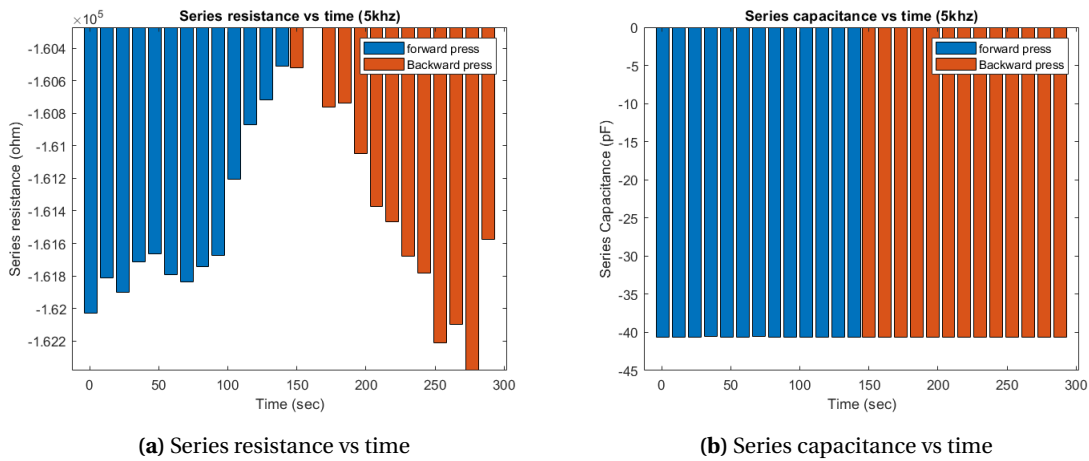 Series resistance vs time (5khz)
×10⁵
-1.604
-1.606
-1.608
-1.61
-1.612
-1.614
-1.616
-1.618
-1.62
-1.622
Series resistance (ohm)
forward press
Backward press
0 50 100 150 200 250 300
Time (sec)
(a) Series resistance vs time
Series capacitance vs time (5khz)
0
-5
-10
-15
-20
-25
-30
-35
-40
-45
Series Capacitance (pF)
forward press
Backward press
0 50 100 150 200 250 300
Time (sec)
(b) Series capacitance vs time